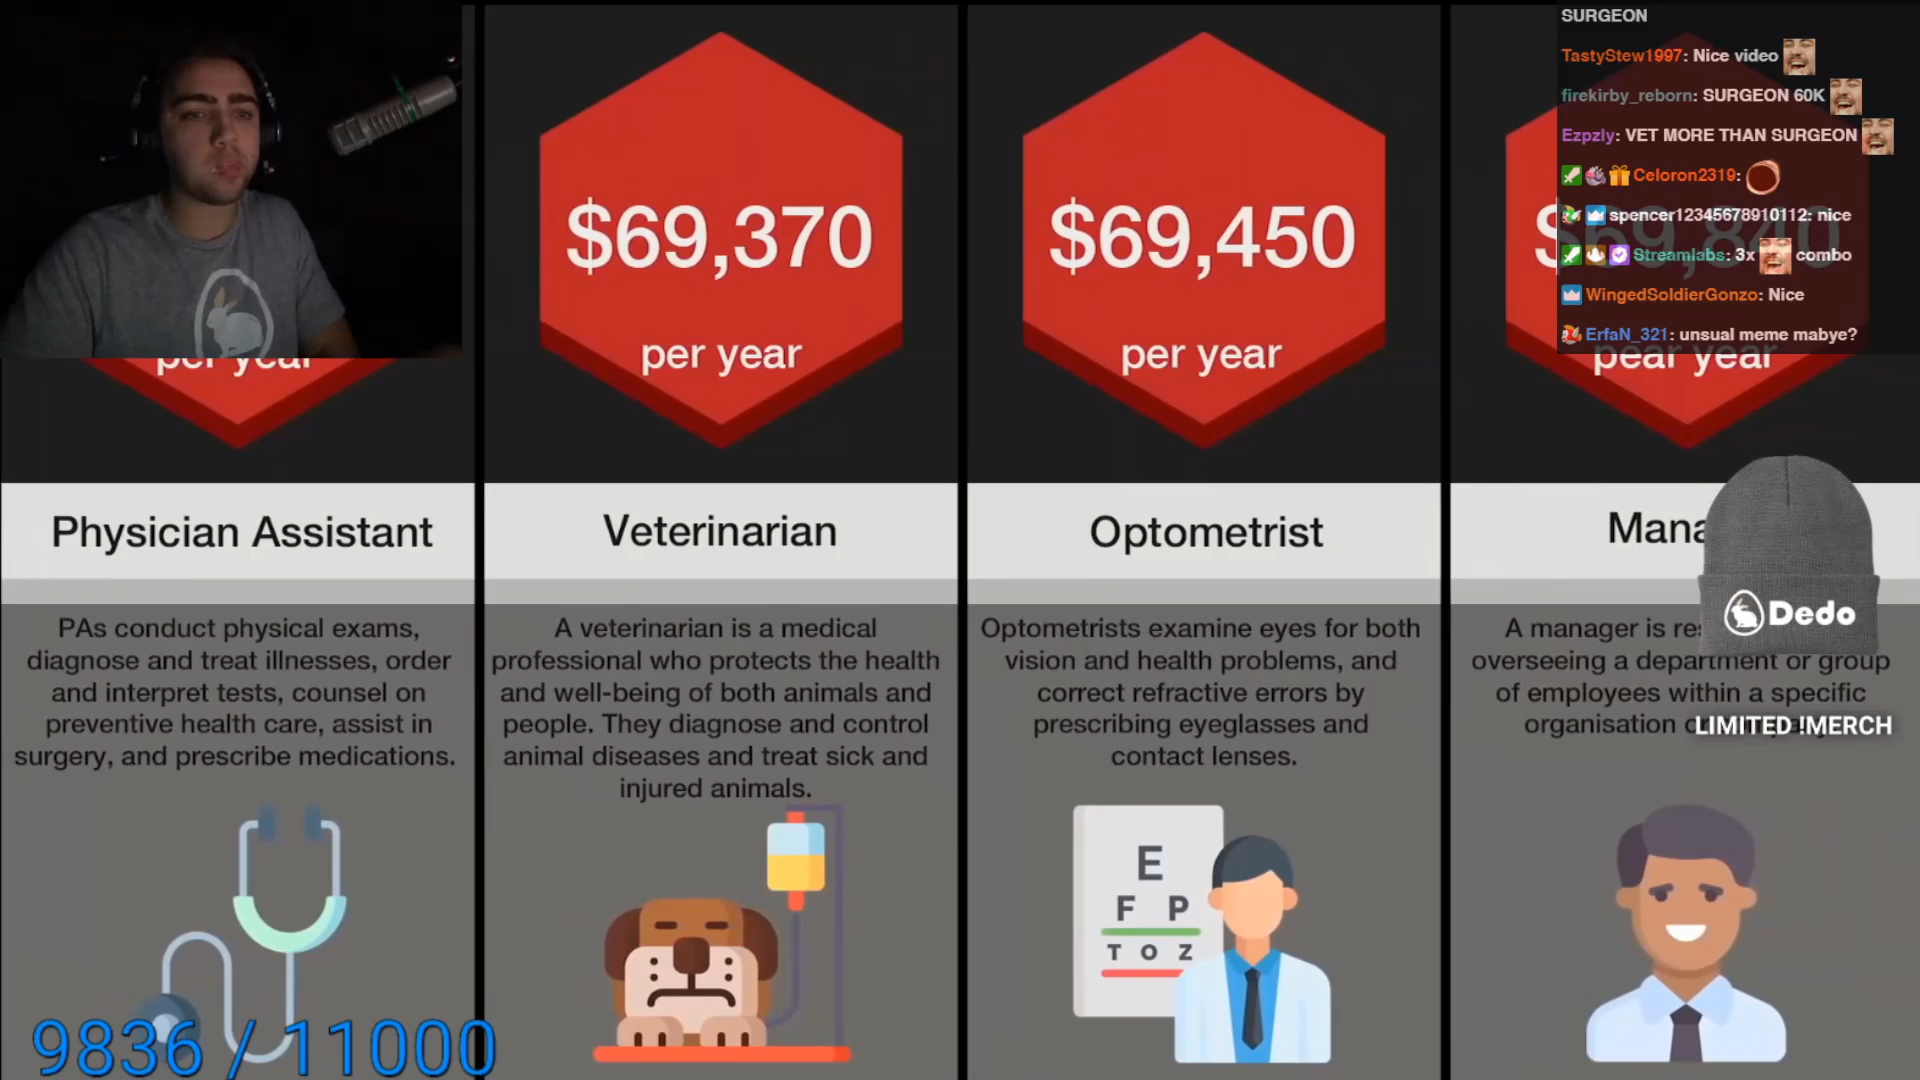 SURGEON
TastyStew1997: Nice video
firekirby_reborn: SURGEON 60K
Ezpzly: VET MORE THAN SURGEON
Celoron2319:
spencer12345678910112: nice
Streamlabs: 3x combo
WingedSoldierGonzo: Nice
ErfaN_321: unsual meme mabye?
per year
Physician Assistant
PAs conduct physical exams,
diagnose and treat illnesses, order
and interpret tests, counsel on
preventive health care, assist in
surgery, and prescribe medications.
$69,370
per year
Veterinarian
A veterinarian is a medical
professional who protects the health
and well-being of both animals and
people. They diagnose and control
animal diseases and treat sick and
injured animals.
$69,450
per year
Optometrist
Optometrists examine eyes for both
vision and health problems, and
correct refractive errors by
prescribing eyeglasses and
contact lenses.
E
F P
T O Z
$69,840
pear year
Mana
A manager is res
overseeing a department or group
of employees within a specific
organisation
Dedo
LIMITED !MERCH
9836 / 11000